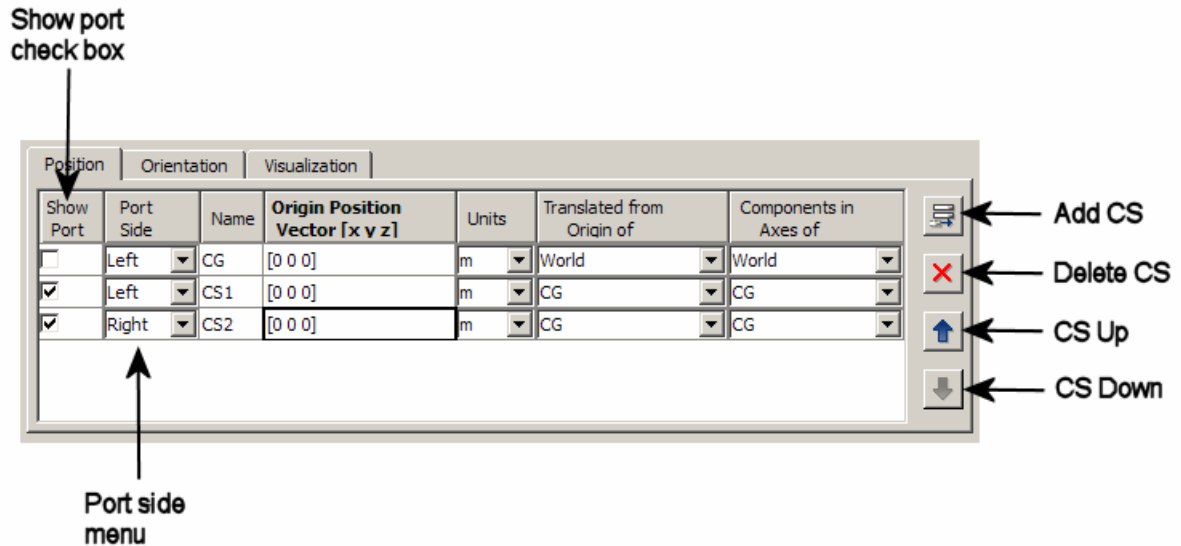 Show port
check box
Position Orientation Visualization
Show Port Port Side Name Origin Position Vector [x y z] Units Translated from Origin of Components in Axes of
Left CG [0 0 0] m World World
Left CS1 [0 0 0] m CG CG
Right CS2 [0 0 0] m CG CG
Add CS
Delete CS
CS Up
CS Down
Port side
menu